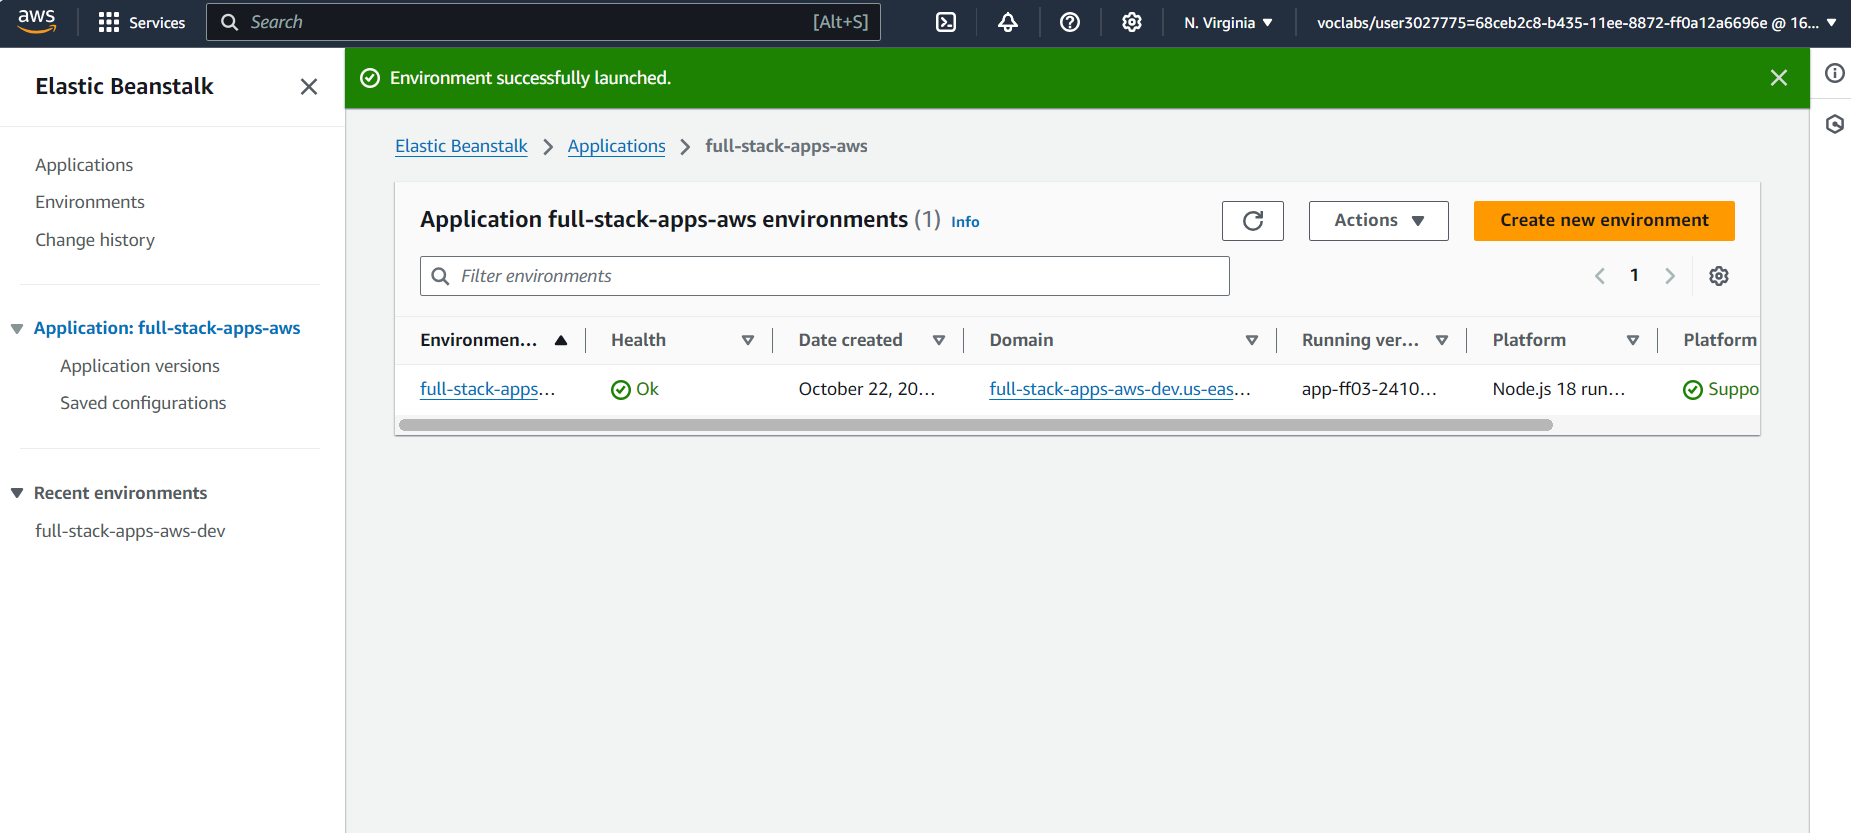 aws Services Search [Alt+S] N. Virginia voclabs/user3027775=68ceb2c8-b435-11ee-8872-ff0a12a6696e @ 16...
Elastic Beanstalk
Applications
Environments
Change history
Application: full-stack-apps-aws
Application versions
Saved configurations
Recent environments
full-stack-apps-aws-dev
Environment successfully launched.
Elastic Beanstalk > Applications > full-stack-apps-aws
Application full-stack-apps-aws environments (1) Info
Actions Create new environment
Filter environments 1
Environmen... Health Date created Domain Running ver... Platform Platform
full-stack-apps... Ok October 22, 20... full-stack-apps-aws-dev.us-eas... app-ff03-2410... Node.js 18 run... Suppo